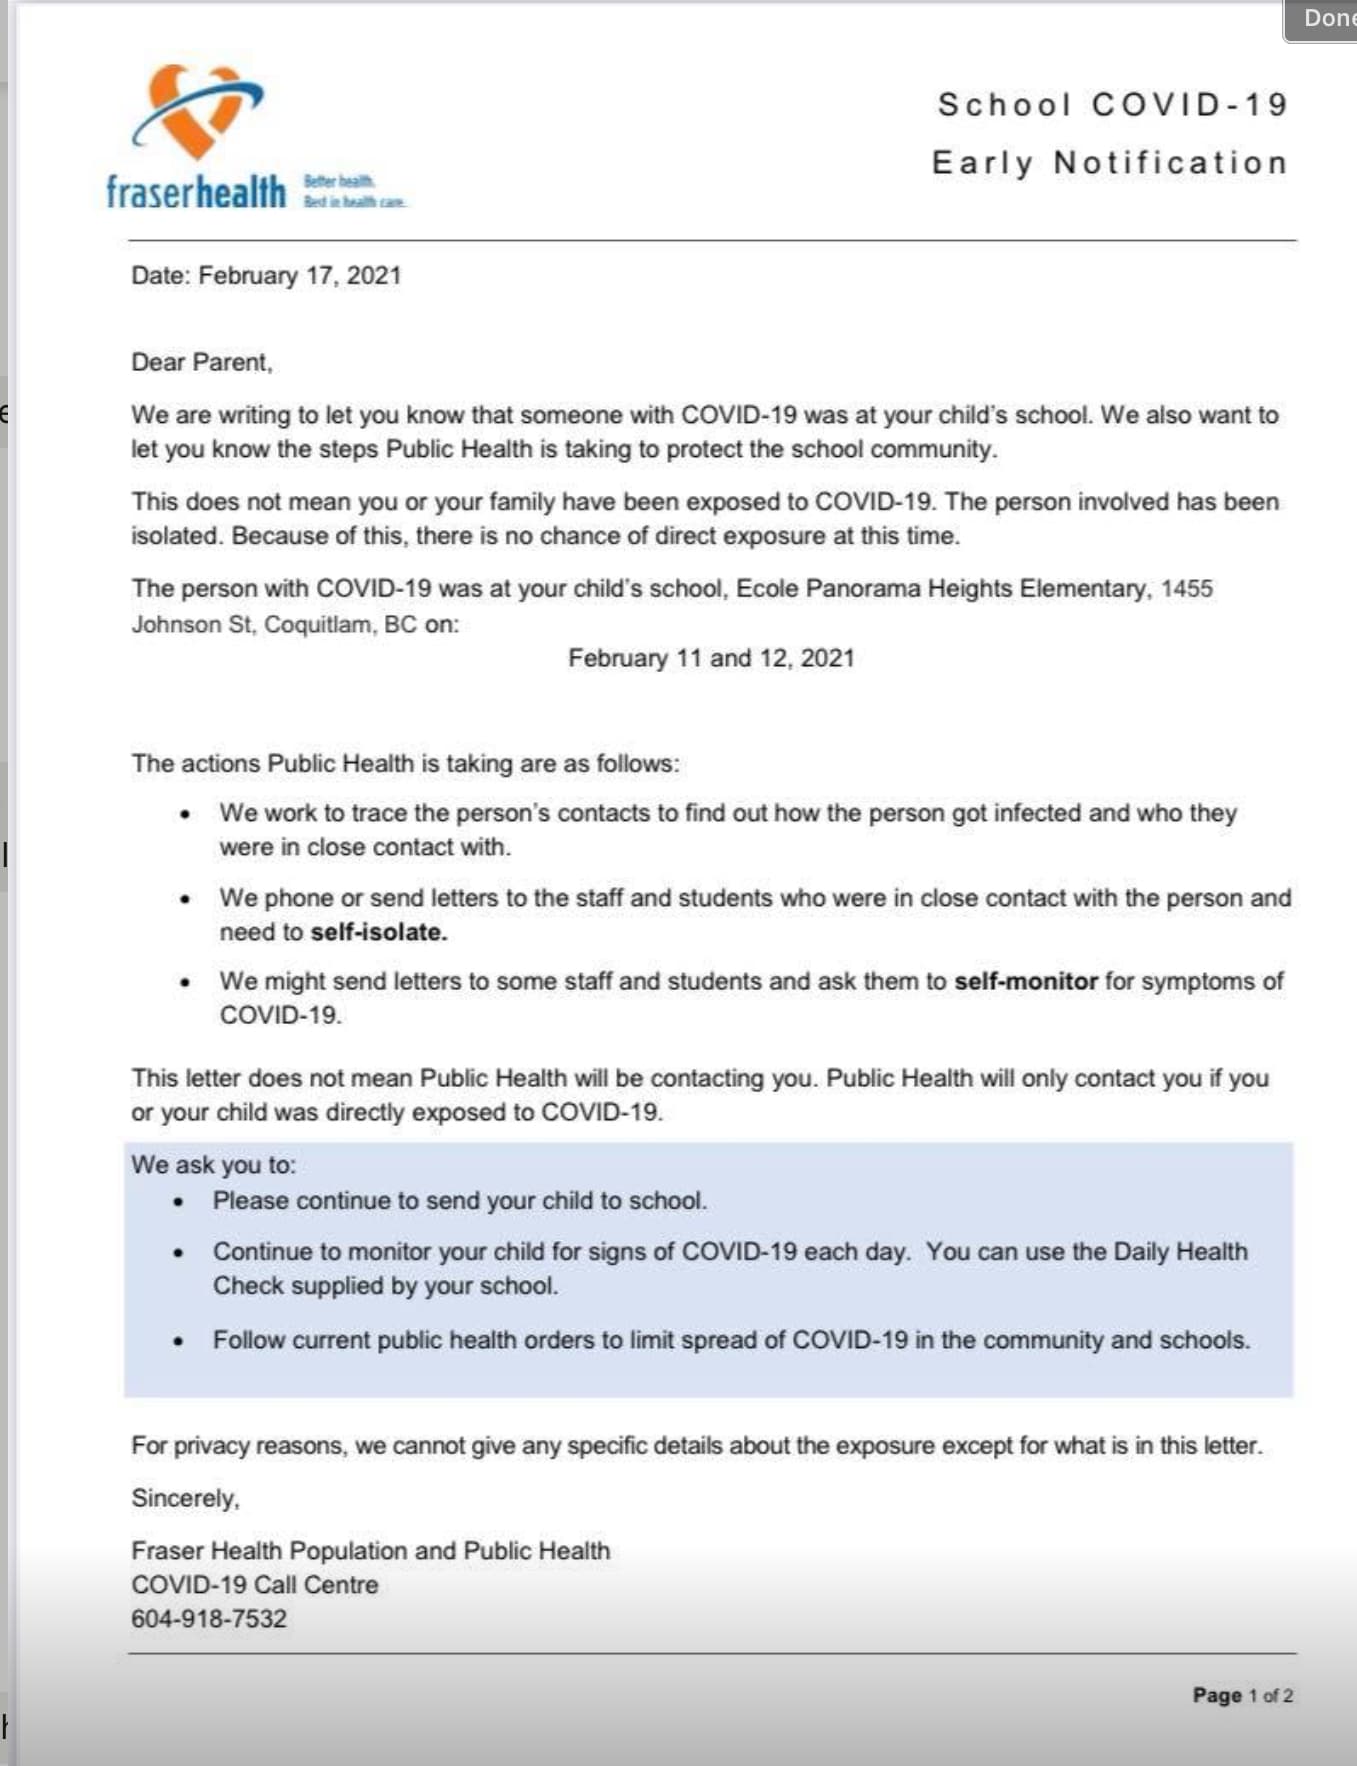 Done
fraserhealth Better health.
Best in health care.
School COVID-19
Early Notification
Date: February 17, 2021
Dear Parent,
We are writing to let you know that someone with COVID-19 was at your child's school. We also want to
let you know the steps Public Health is taking to protect the school community.
This does not mean you or your family have been exposed to COVID-19. The person involved has been
isolated. Because of this, there is no chance of direct exposure at this time.
The person with COVID-19 was at your child's school, Ecole Panorama Heights Elementary, 1455
Johnson St, Coquitlam, BC on:
February 11 and 12, 2021
The actions Public Health is taking are as follows:
• We work to trace the person's contacts to find out how the person got infected and who they
were in close contact with.
• We phone or send letters to the staff and students who were in close contact with the person and
need to self-isolate.
• We might send letters to some staff and students and ask them to self-monitor for symptoms of
COVID-19.
This letter does not mean Public Health will be contacting you. Public Health will only contact you if you
or your child was directly exposed to COVID-19.
We ask you to:
• Please continue to send your child to school.
• Continue to monitor your child for signs of COVID-19 each day. You can use the Daily Health
Check supplied by your school.
• Follow current public health orders to limit spread of COVID-19 in the community and schools.
For privacy reasons, we cannot give any specific details about the exposure except for what is in this letter.
Sincerely,
Fraser Health Population and Public Health
COVID-19 Call Centre
604-918-7532
Page 1 of 2